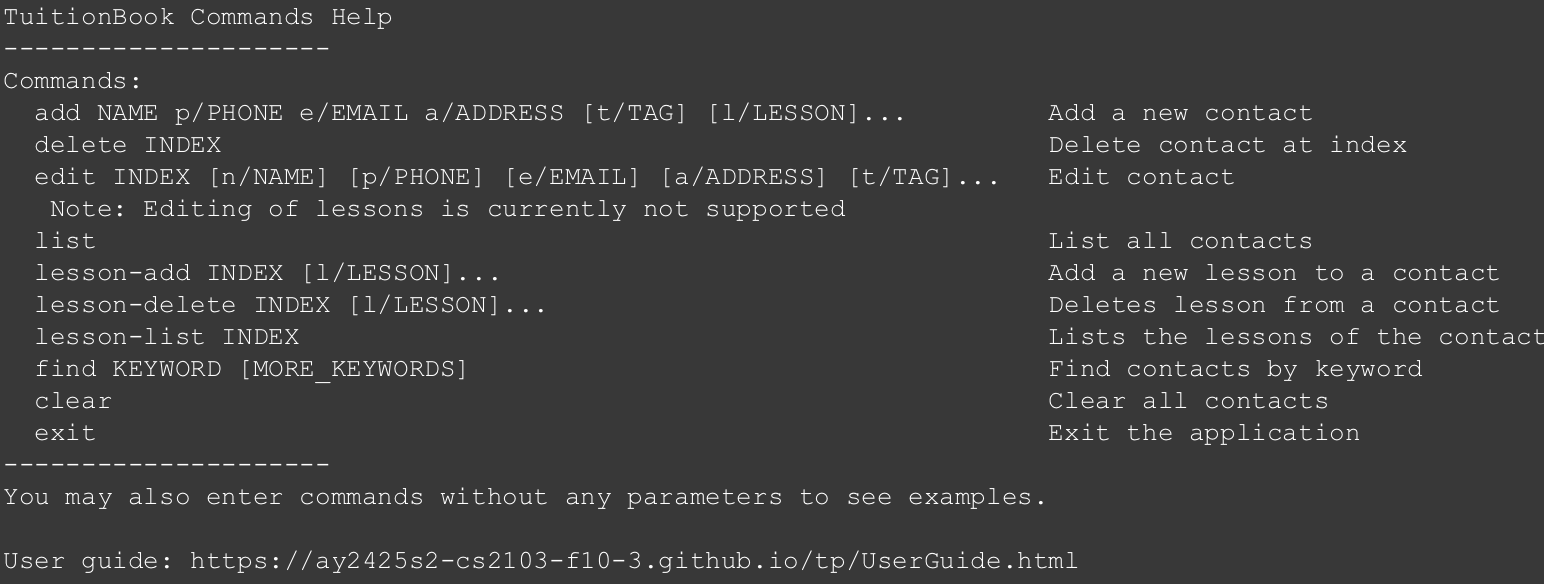 TuitionBook Commands Help
---------------------
Commands:
  add NAME p/PHONE e/EMAIL a/ADDRESS [t/TAG] [l/LESSON]...         Add a new contact
  delete INDEX                                                     Delete contact at index
  edit INDEX [n/NAME] [p/PHONE] [e/EMAIL] [a/ADDRESS] [t/TAG]...   Edit contact
   Note: Editing of lessons is currently not supported
  list                                                             List all contacts
  lesson-add INDEX [l/LESSON]...                                   Add a new lesson to a contact
  lesson-delete INDEX [l/LESSON]...                                Deletes lesson from a contact
  lesson-list INDEX                                                Lists the lessons of the contact
  find KEYWORD [MORE_KEYWORDS]                                     Find contacts by keyword
  clear                                                            Clear all contacts
  exit                                                             Exit the application
---------------------
You may also enter commands without any parameters to see examples.

User guide: https://ay2425s2-cs2103-f10-3.github.io/tp/UserGuide.html